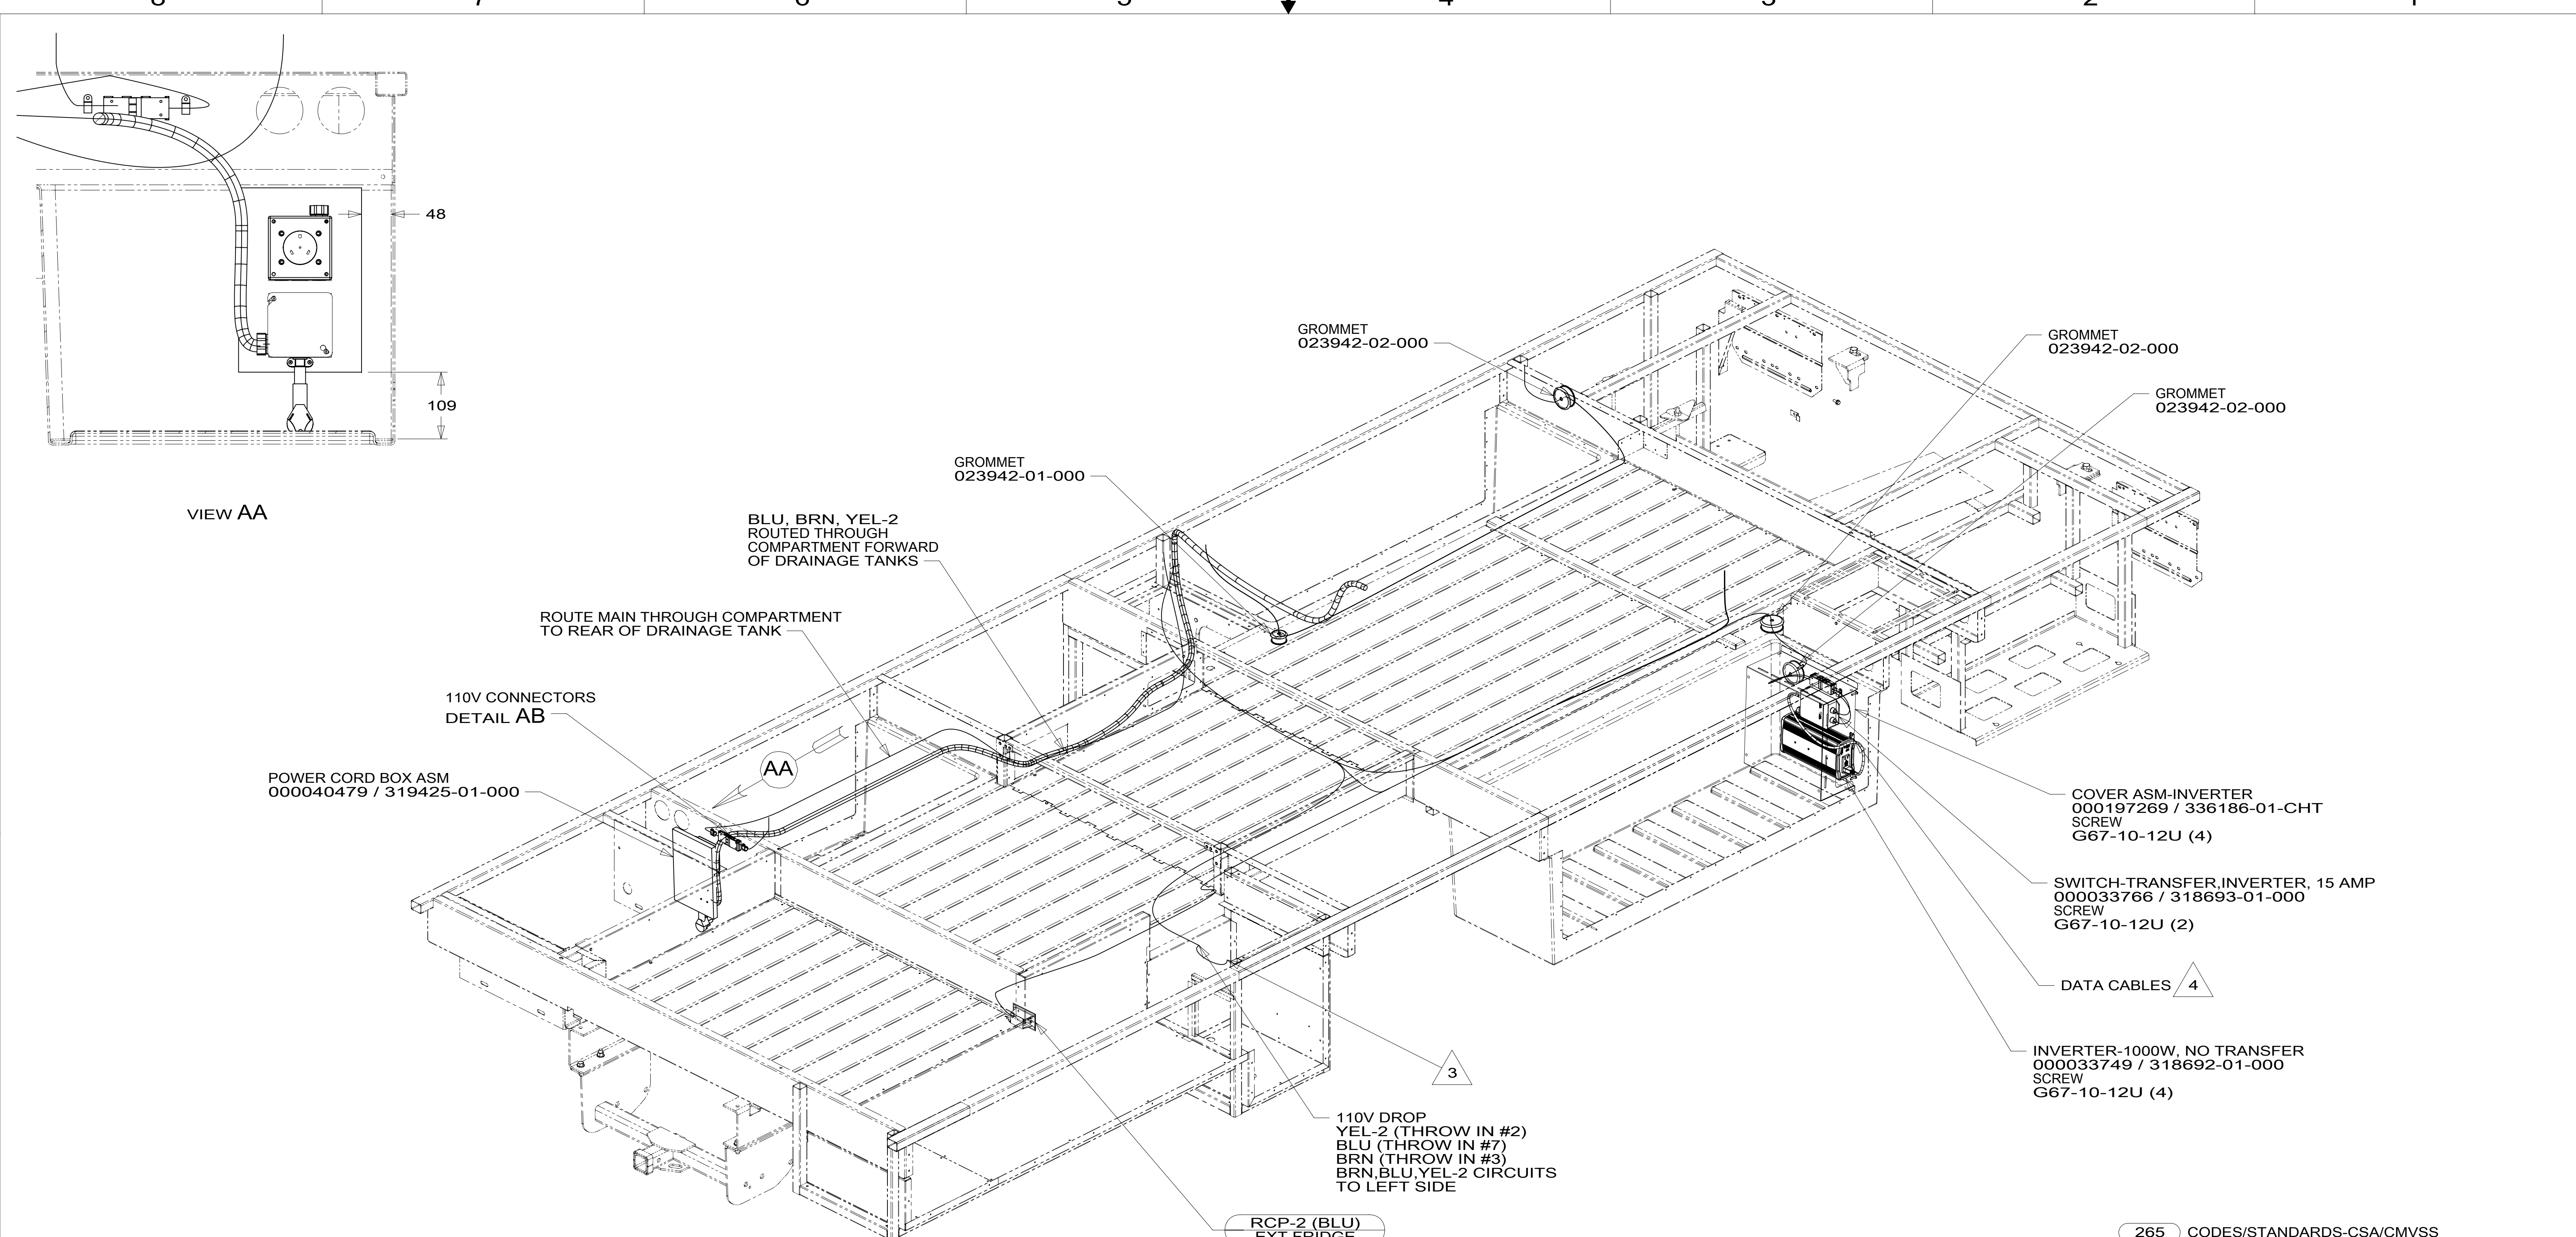 48
109
VIEW AA
GROMMET
023942-02-000
GROMMET
023942-02-000
GROMMET
023942-02-000
GROMMET
023942-01-000
BLU, BRN, YEL-2
ROUTED THROUGH
COMPARTMENT FORWARD
OF DRAINAGE TANKS
ROUTE MAIN THROUGH COMPARTMENT
TO REAR OF DRAINAGE TANK
110V CONNECTORS
DETAIL AB
AA
POWER CORD BOX ASM
000040479 / 319425-01-000
COVER ASM-INVERTER
000197269 / 336186-01-CHT
SCREW
G67-10-12U (4)
SWITCH-TRANSFER,INVERTER, 15 AMP
000033766 / 318693-01-000
SCREW
G67-10-12U (2)
DATA CABLES 4
INVERTER-1000W, NO TRANSFER
000033749 / 318692-01-000
SCREW
G67-10-12U (4)
3
110V DROP
YEL-2 (THROW IN #2)
BLU (THROW IN #7)
BRN (THROW IN #3)
BRN,BLU,YEL-2 CIRCUITS
TO LEFT SIDE
RCP-2 (BLU)
EXT FRIDGE
265 CODES/STANDARDS-CSA/CMVSS